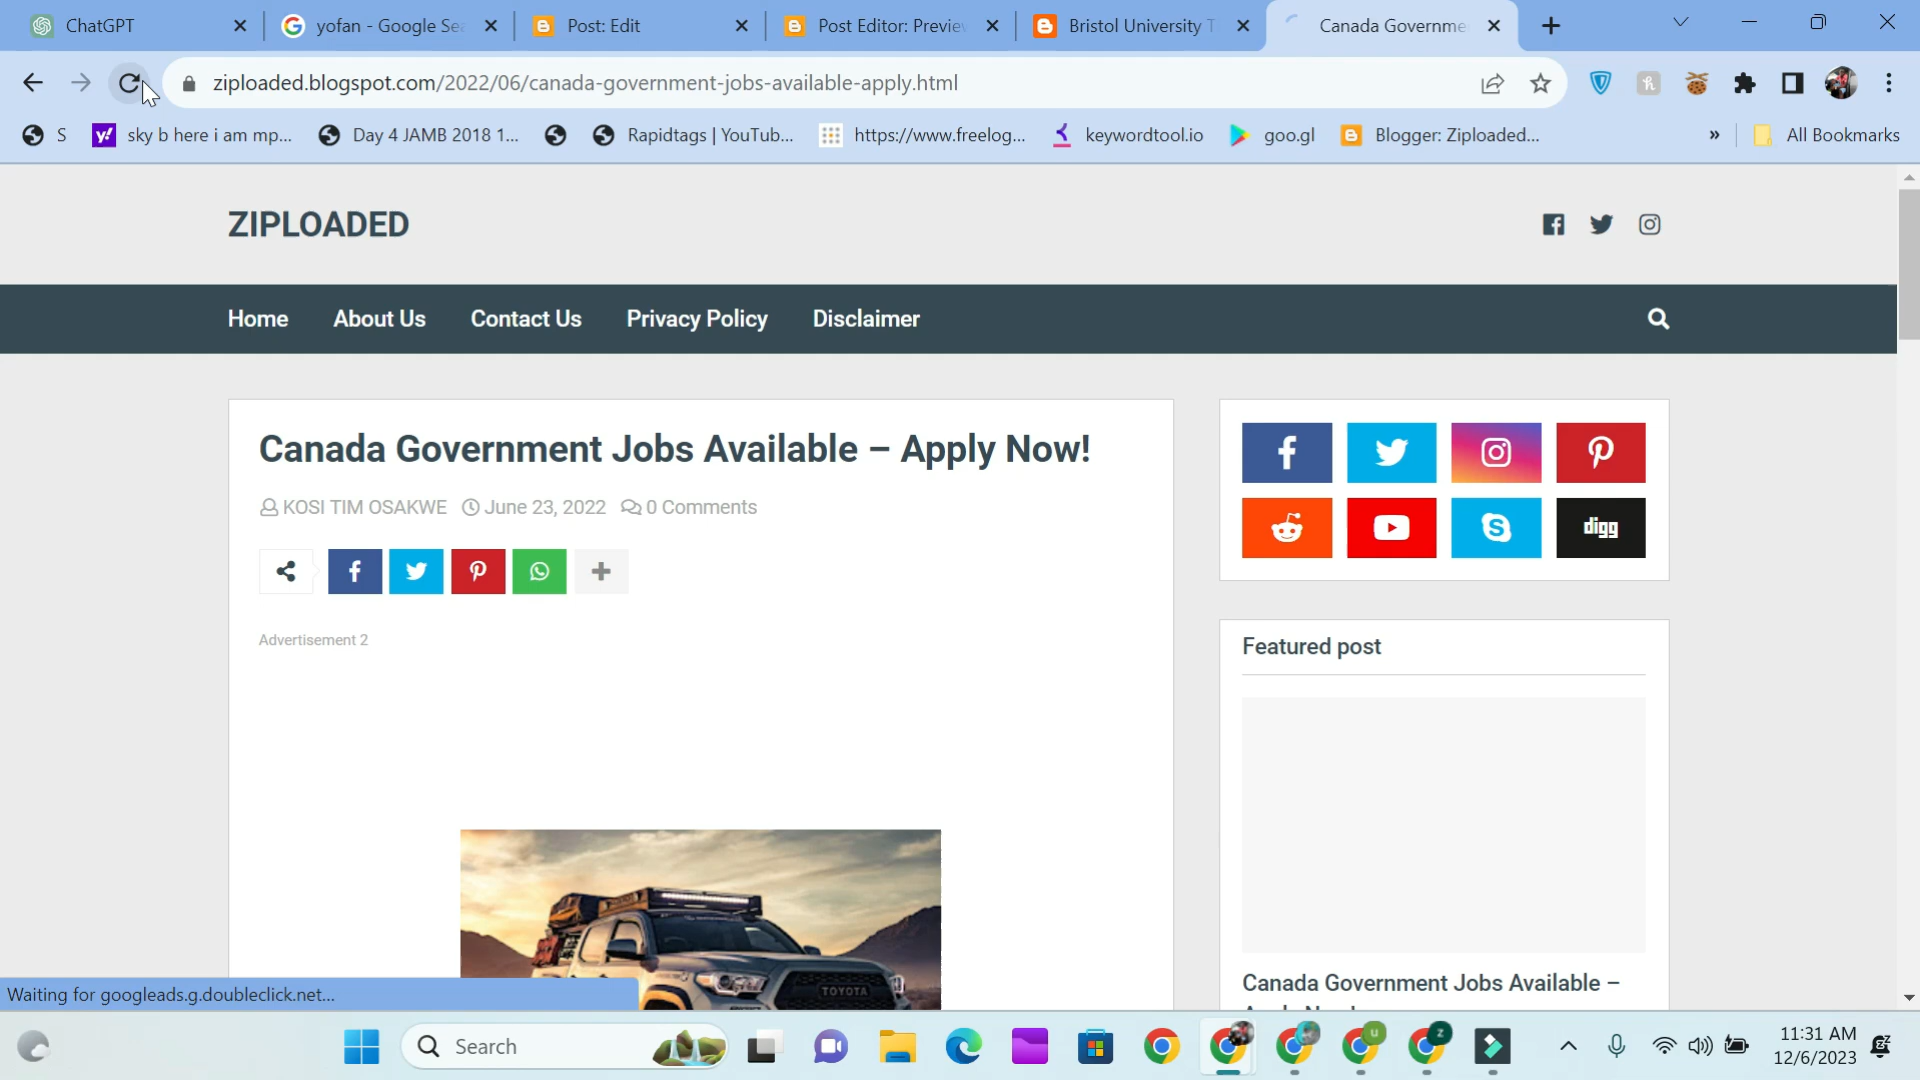 ChatGPT
yofan - Google Sea
Post: Edit
Post Editor: Preview
Bristol University T
Canada Governme
ziploaded.blogspot.com/2022/06/canada-government-jobs-available-apply.html
S
sky b here i am mp...
Day 4 JAMB 2018 1...
Rapidtags | YouTub...
https://www.freelog...
keywordtool.io
goo.gl
Blogger: Ziploaded...
»
All Bookmarks
ZIPLOADED
Home
About Us
Contact Us
Privacy Policy
Disclaimer
Canada Government Jobs Available – Apply Now!
KOSI TIM OSAKWE June 23, 2022 0 Comments
digg
Advertisement 2
Featured post
TOYOTA
Canada Government Jobs Available –
Waiting for googleads.g.doubleclick.net...
Search
11:31 AM
12/6/2023